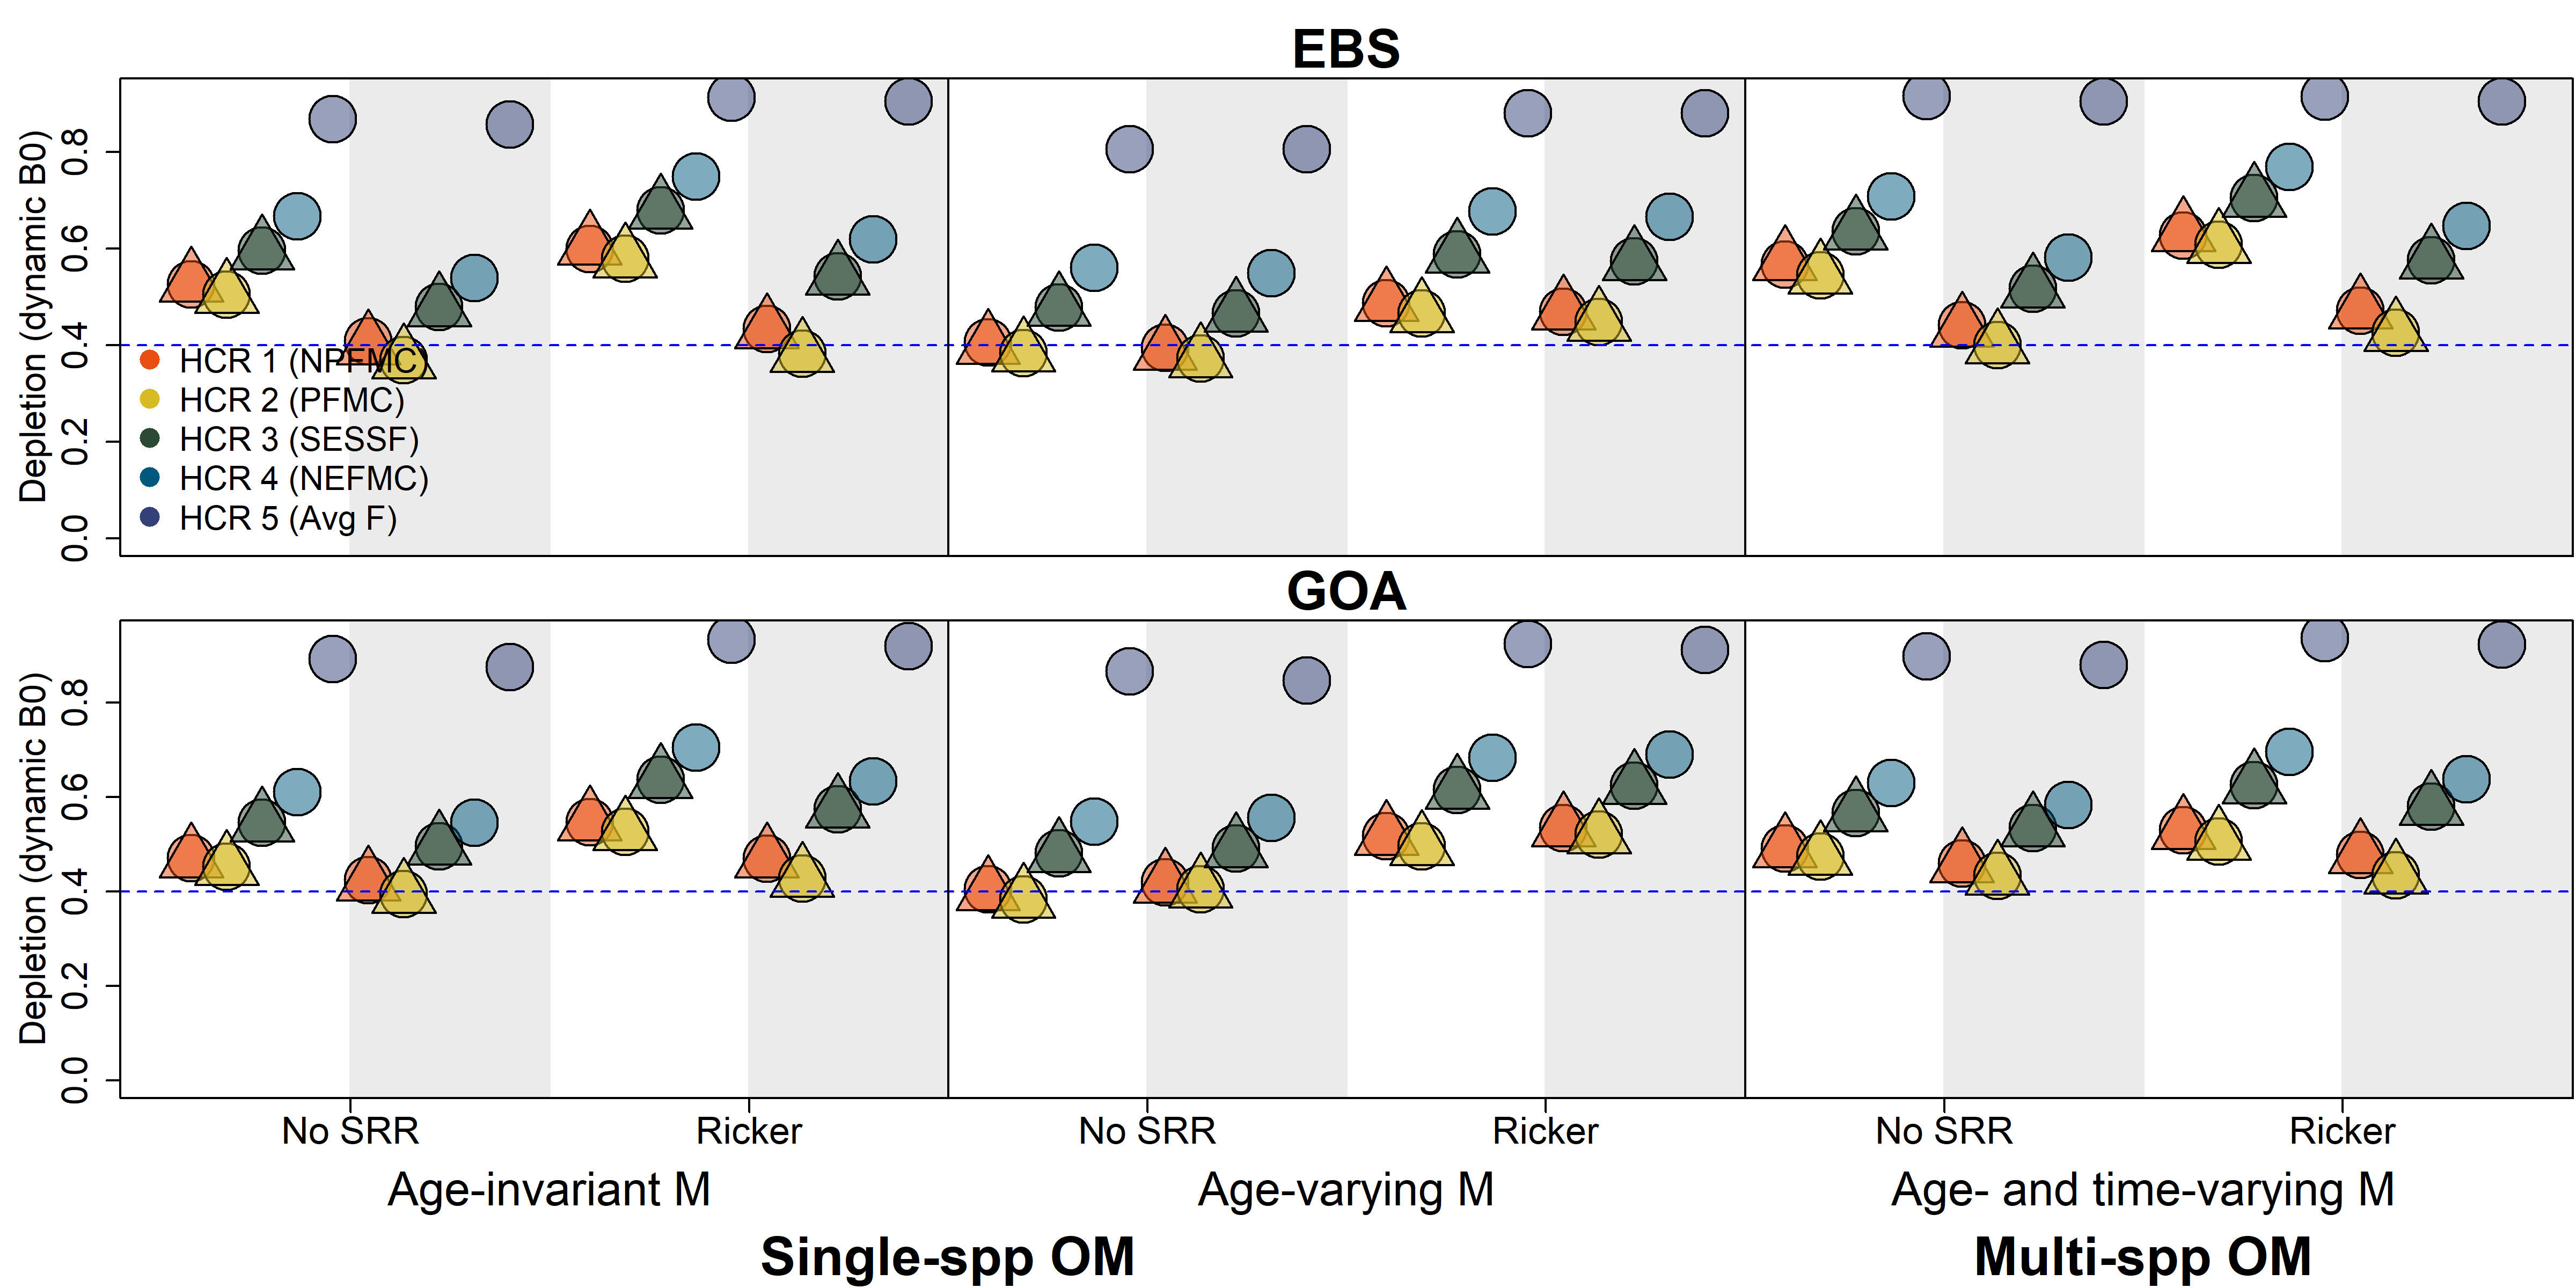 EBS
Depletion (dynamic B0)
0.8
0.6
0.4
0.2
0.0
HCR 1 (NPFMC)
HCR 2 (PFMC)
HCR 3 (SESSF)
HCR 4 (NEFMC)
HCR 5 (Avg F)
GOA
Depletion (dynamic B0)
0.8
0.6
0.4
0.2
0.0
No SRR Ricker No SRR Ricker No SRR Ricker
Age-invariant M Age-varying M Age- and time-varying M
Single-spp OM Multi-spp OM